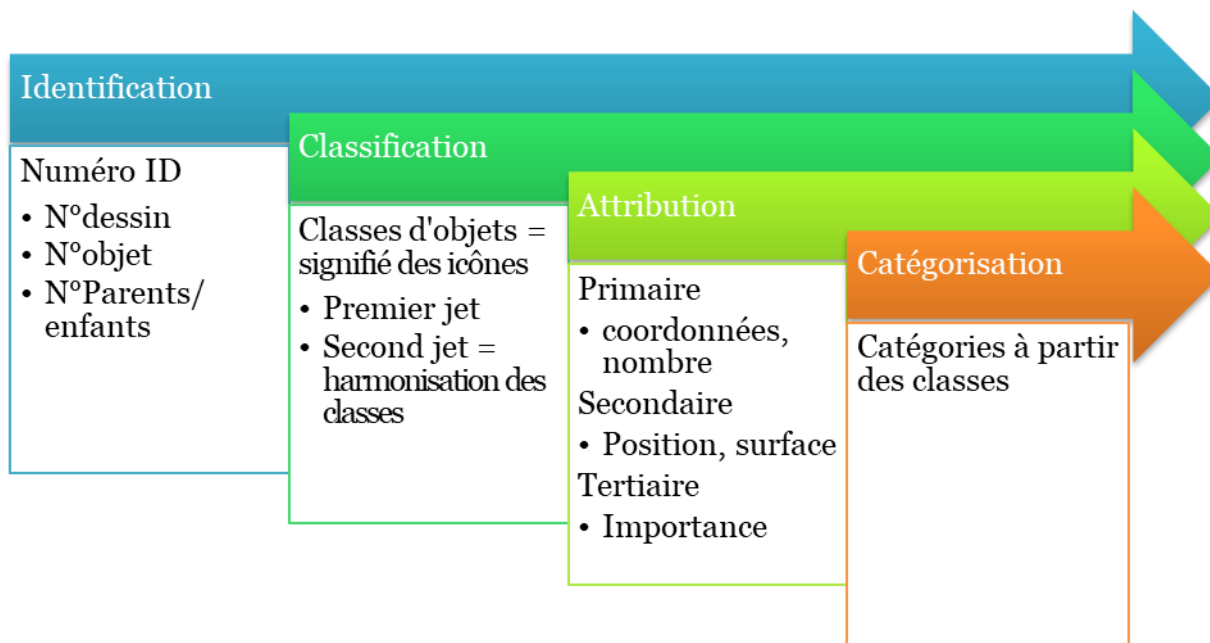 Identification
Numéro ID
• N°dessin
• N°objet
• N°Parents/
enfants
Classification
Classes d'objets =
signifié des icônes
• Premier jet
• Second jet =
harmonisation des
classes
Attribution
Primaire
• coordonnées,
nombre
Secondaire
• Position, surface
Tertiaire
• Importance
Catégorisation
Catégories à partir
des classes